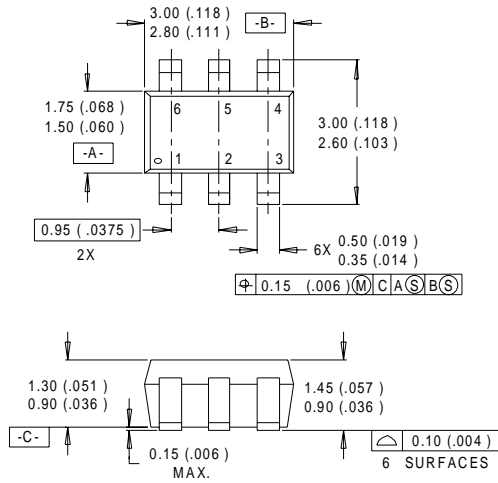 3.00 (.118 )
2.80 (.111 )
-B-
1.75 (.068 )
1.50 (.060 )
-A-
6 5 4
1 2 3
3.00 (.118 )
2.60 (.103 )
0.95 ( .0375 )
2X
6X 0.50 (.019 )
0.35 (.014 )
0.15 (.006 ) M C A S B S
1.30 (.051 )
0.90 (.036 )
1.45 (.057 )
0.90 (.036 )
-C-
0.15 (.006 )
MAX.
0.10 (.004 )
6 SURFACES